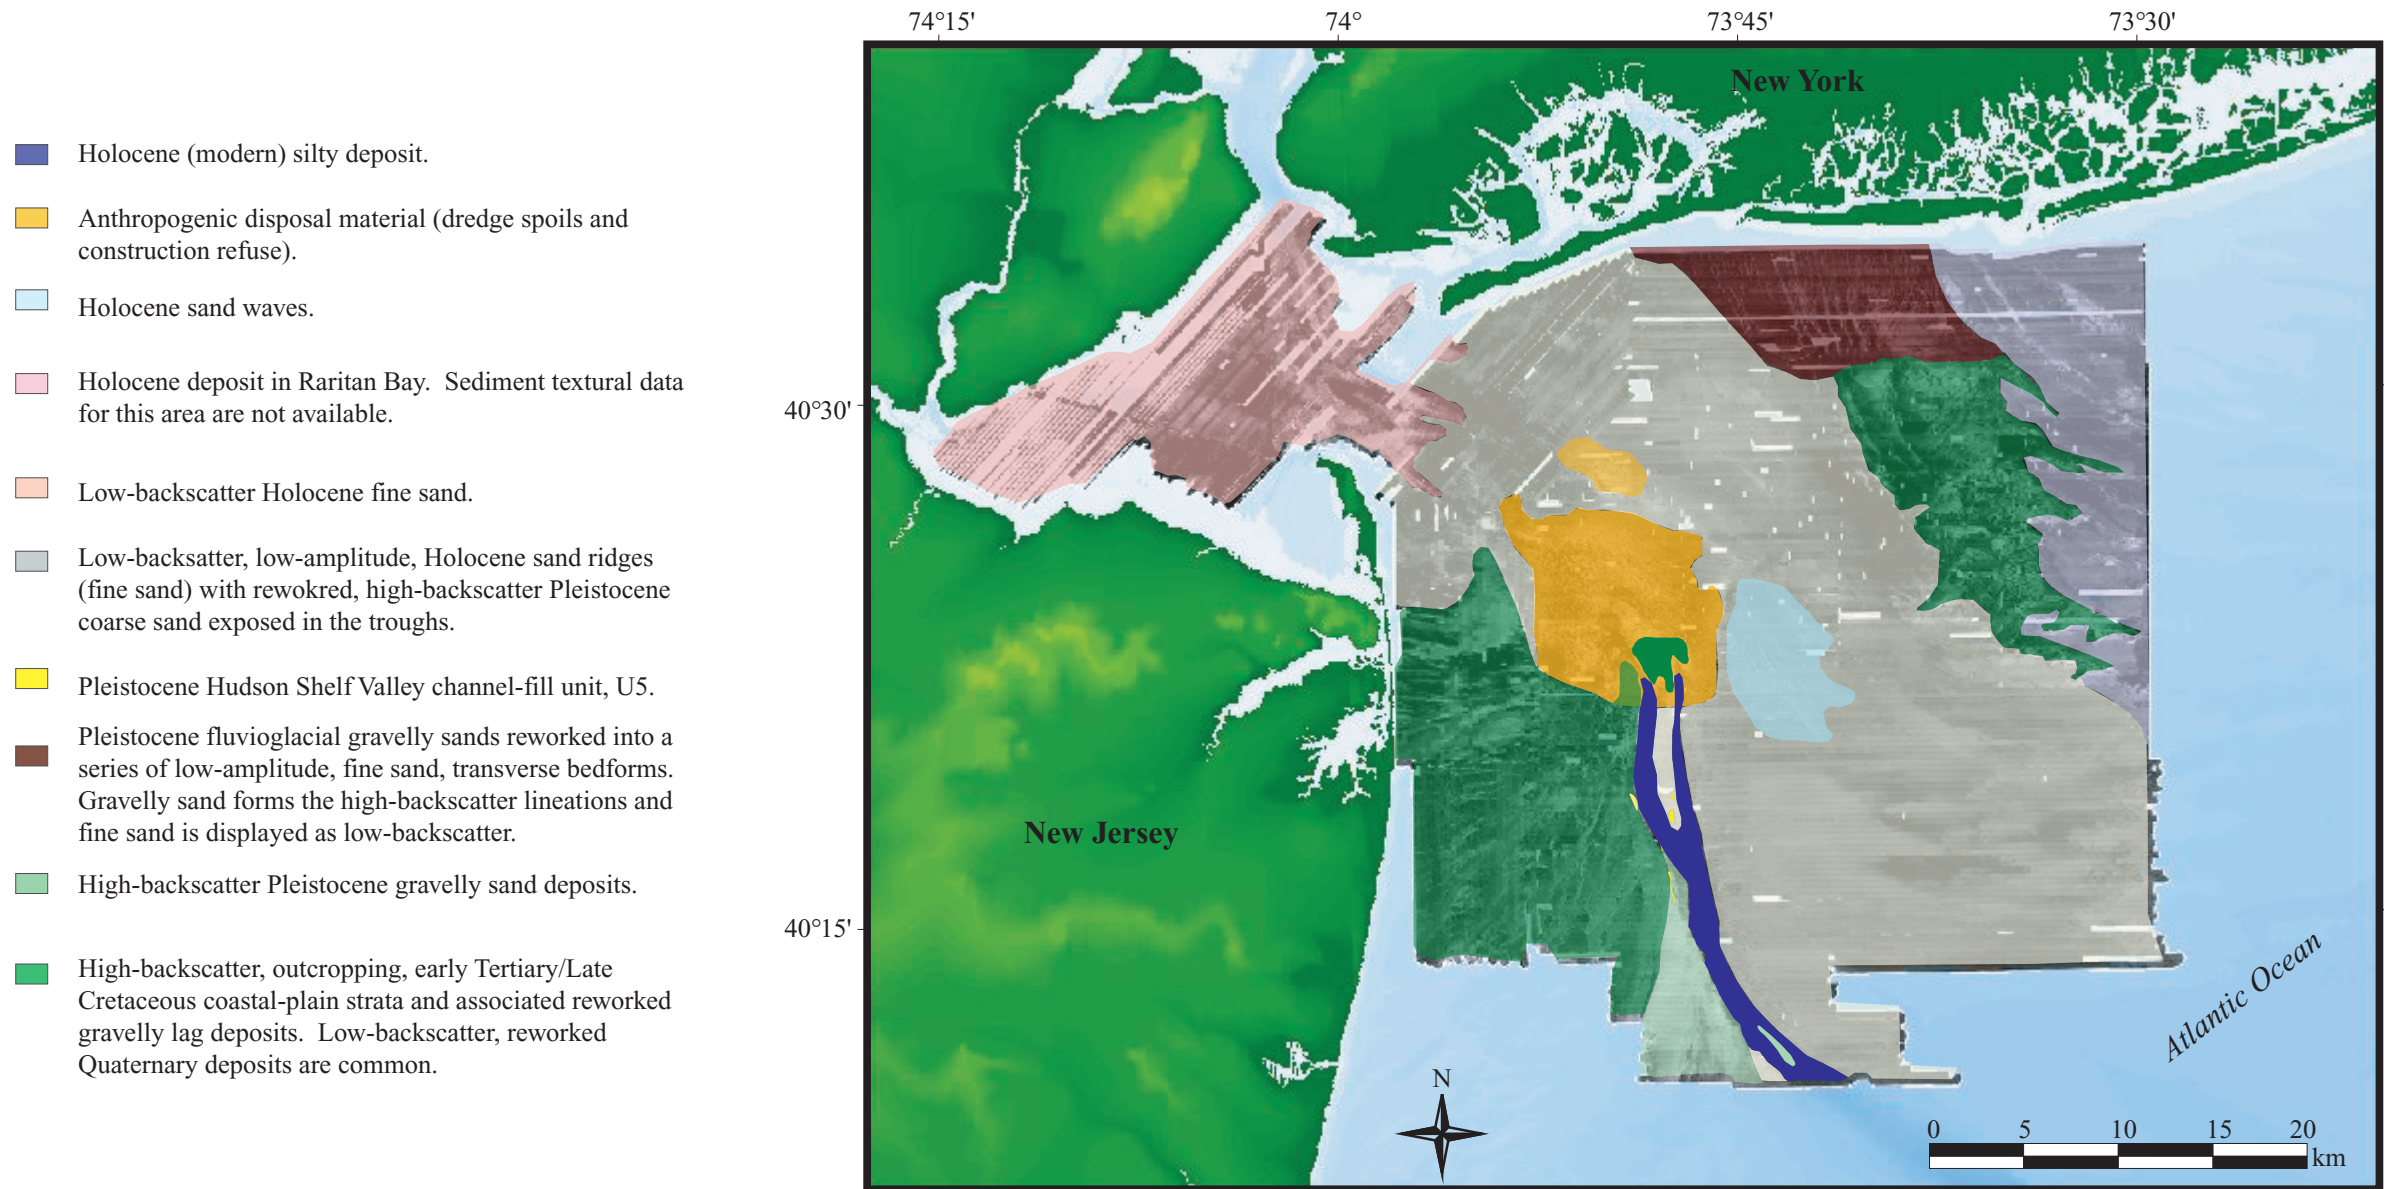 74°15'
74°
73°45'
73°30'
New York
Holocene (modern) silty deposit.
Anthropogenic disposal material (dredge spoils and
construction refuse).
Holocene sand waves.
Holocene deposit in Raritan Bay.  Sediment textural data
for this area are not available.
Low-backscatter Holocene fine sand.
Low-backsatter, low-amplitude, Holocene sand ridges
(fine sand) with rewokred, high-backscatter Pleistocene
coarse sand exposed in the troughs.
Pleistocene Hudson Shelf Valley channel-fill unit, U5.
Pleistocene fluvioglacial gravelly sands reworked into a
series of low-amplitude, fine sand, transverse bedforms.
Gravelly sand forms the high-backscatter lineations and
fine sand is displayed as low-backscatter.
High-backscatter Pleistocene gravelly sand deposits.
High-backscatter, outcropping, early Tertiary/Late
Cretaceous coastal-plain strata and associated reworked
gravelly lag deposits.  Low-backscatter, reworked
Quaternary deposits are common.
40°30'
40°15'
New Jersey
Atlantic Ocean
N
0 5 10 15 20
km